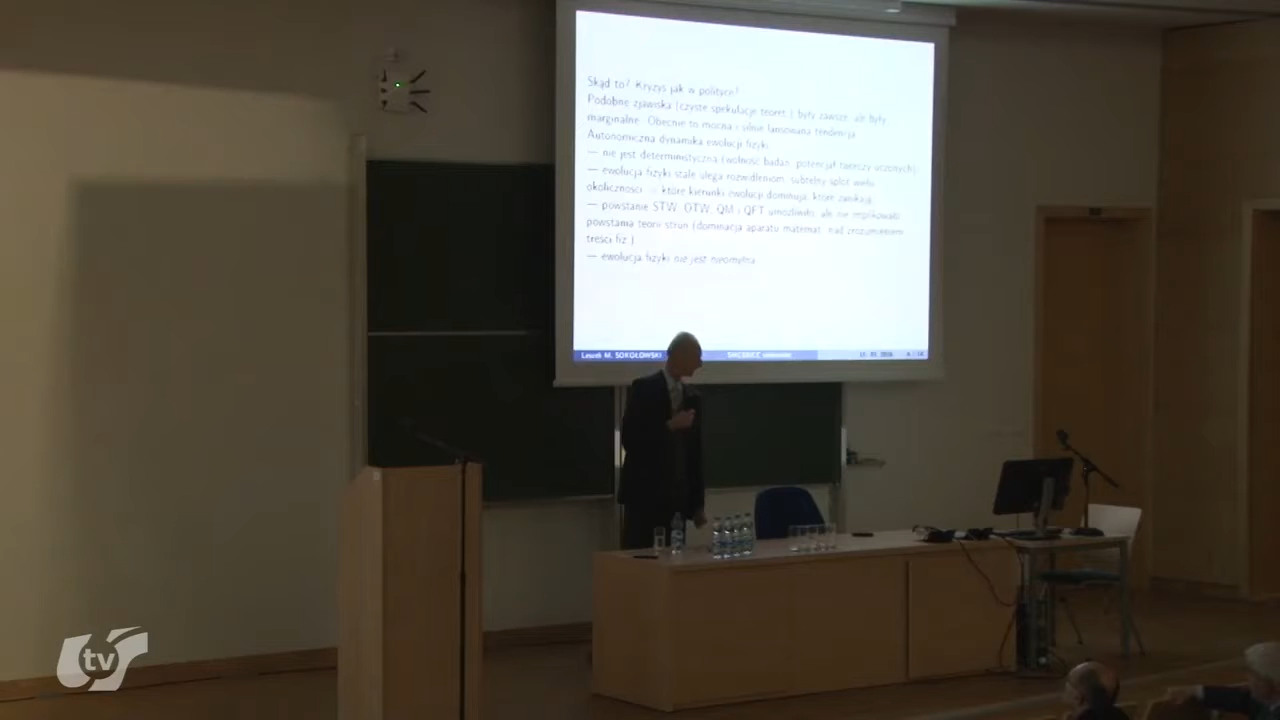 Skąd to? Kryzys jak w polityce?
Podobne zjawiska (czyste spekulacje teoret.) były zawsze, ale były
marginalne. Obecnie to mocna i silnie lansowana tendencja.
Autonomiczna dynamika ewolucji fizyki
— nie jest deterministyczna (wolność badań, potencjał twórczy uczonych),
— ewolucja fizyki stale ulega rozwidleniom, subtelny splot wielu
okoliczności → które kierunki ewolucji dominują, które zanikają,
— powstanie STW, OTW, QM i QFT umożliwiło, ale nie implikowało
powstania teorii strun (dominacja aparatu matemat. nad zrozumieniem
treści fiz.)
— ewolucja fizyki nie jest nieomylna.
Leszek M. SOKOŁOWSKI
tv